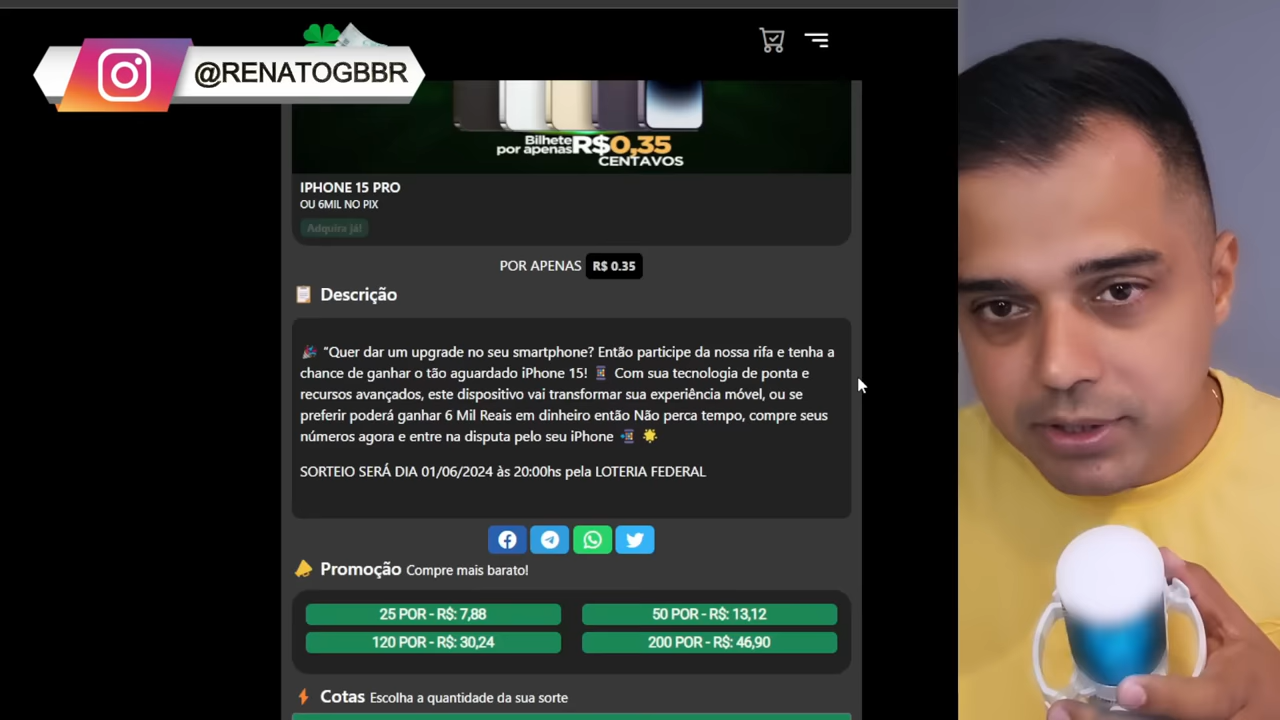 @RENATOGBBR
Bilhete
por apenas R$0,35
CENTAVOS
IPHONE 15 PRO
OU 6MIL NO PIX
Adquira já!
POR APENAS R$ 0.35
Descrição
"Quer dar um upgrade no seu smartphone? Então participe da nossa rifa e tenha a
chance de ganhar o tão aguardado iPhone 15! Com sua tecnologia de ponta e
recursos avançados, este dispositivo vai transformar sua experiência móvel, ou se
preferir poderá ganhar 6 Mil Reais em dinheiro então Não perca tempo, compre seus
números agora e entre na disputa pelo seu iPhone
SORTEIO SERÁ DIA 01/06/2024 às 20:00hs pela LOTERIA FEDERAL
Promoção Compre mais barato!
25 POR - R$: 7,88
50 POR - R$: 13,12
120 POR - R$: 30,24
200 POR - R$: 46,90
Cotas Escolha a quantidade da sua sorte